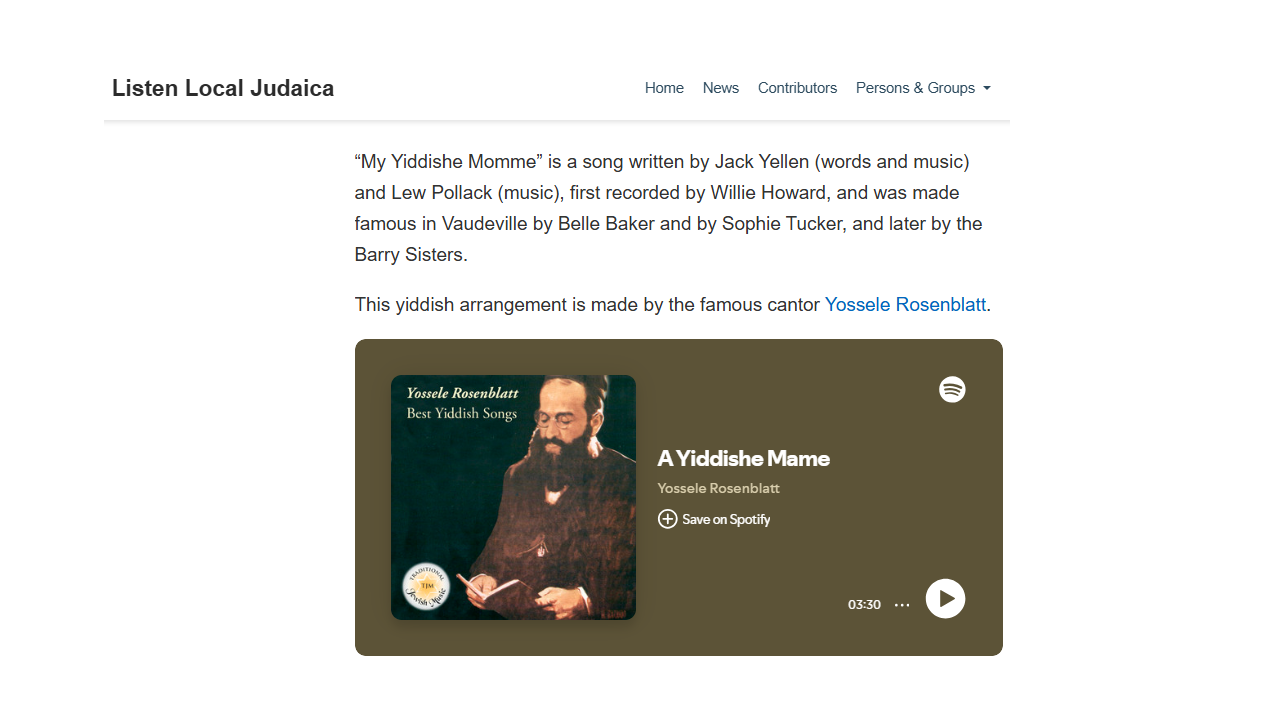 Listen Local Judaica
Home News Contributors Persons & Groups
“My Yiddishe Momme” is a song written by Jack Yellen (words and music)
and Lew Pollack (music), first recorded by Willie Howard, and was made
famous in Vaudeville by Belle Baker and by Sophie Tucker, and later by the
Barry Sisters.
This yiddish arrangement is made by the famous cantor Yossele Rosenblatt.
Yossele Rosenblatt
Best Yiddish Songs
TRADITIONAL
TJM
Jewish Music
A Yiddishe Mame
Yossele Rosenblatt
Save on Spotify
03:30